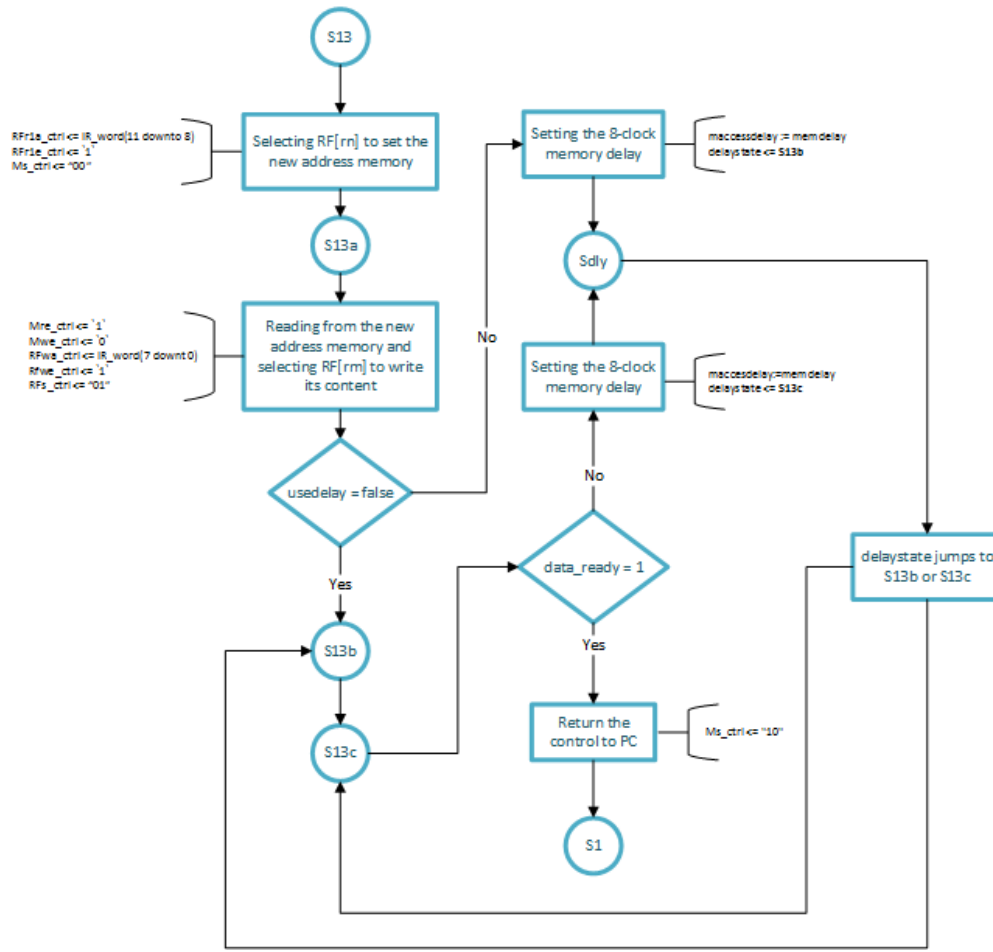 S13
RFr1a_ctrl <= IR_word(11 downto 8)
RFr1e_ctrl <= `1`
Ms_ctrl <= "00"
Selecting RF[rn] to set the
new address memory
Setting the 8-clock
memory delay
maccessdelay := memdelay
delaystate <= S13b
S13a
Sdly
Mre_ctrl <= `1`
Mwe_ctrl <= `0`
RFwa_ctrl <= IR_word(7 downt 0)
Rfwe_ctrl <= `1`
RFs_ctrl <= "01"
Reading from the new
address memory and
selecting RF[rm] to write
its content
No
Setting the 8-clock
memory delay
maccesdelay:=memdelay
delaystate <= S13c
usedelay = false
No
Yes
data_ready = 1
delaystate jumps to
S13b or S13c
S13b
Yes
S13c
Return the
control to PC
Ms_ctrl <= "10"
S1